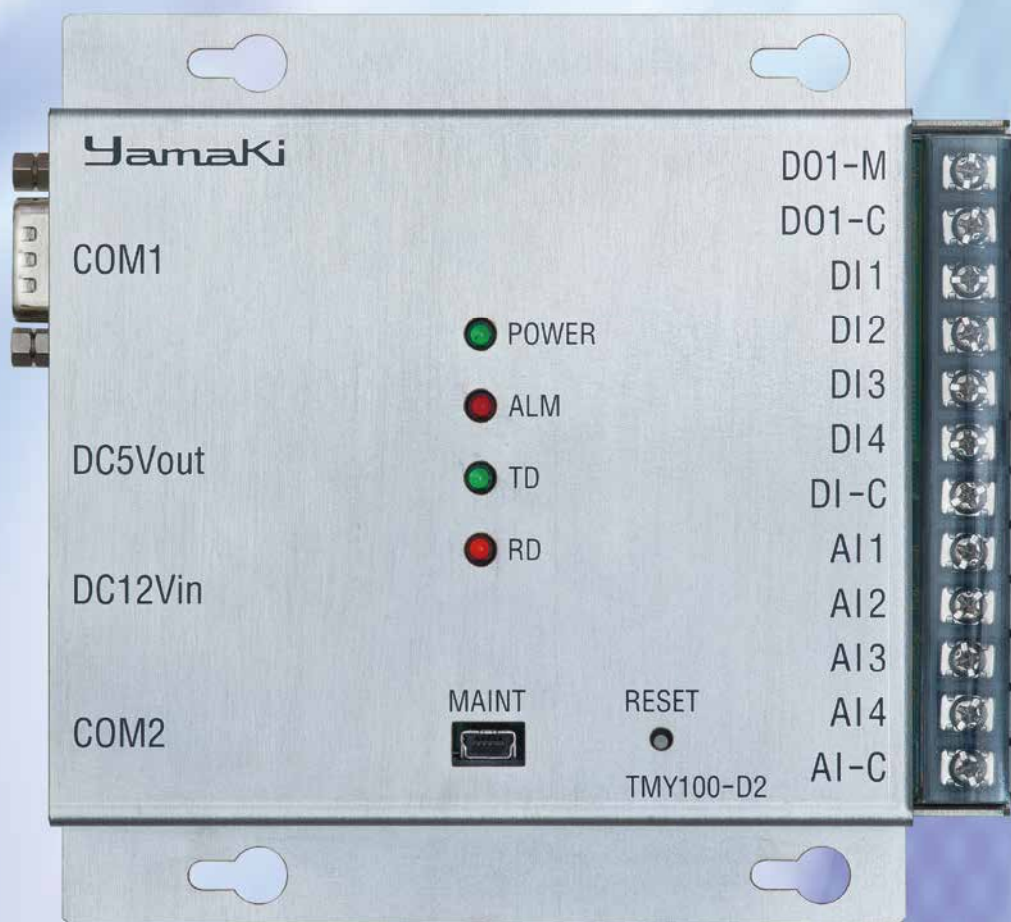 YamaKi
COM1
DC5Vout
DC12Vin
COM2
POWER
ALM
TD
RD
MAINT
RESET
TMY100-D2
DO1-M
DO1-C
DI1
DI2
DI3
DI4
DI-C
AI1
AI2
AI3
AI4
AI-C